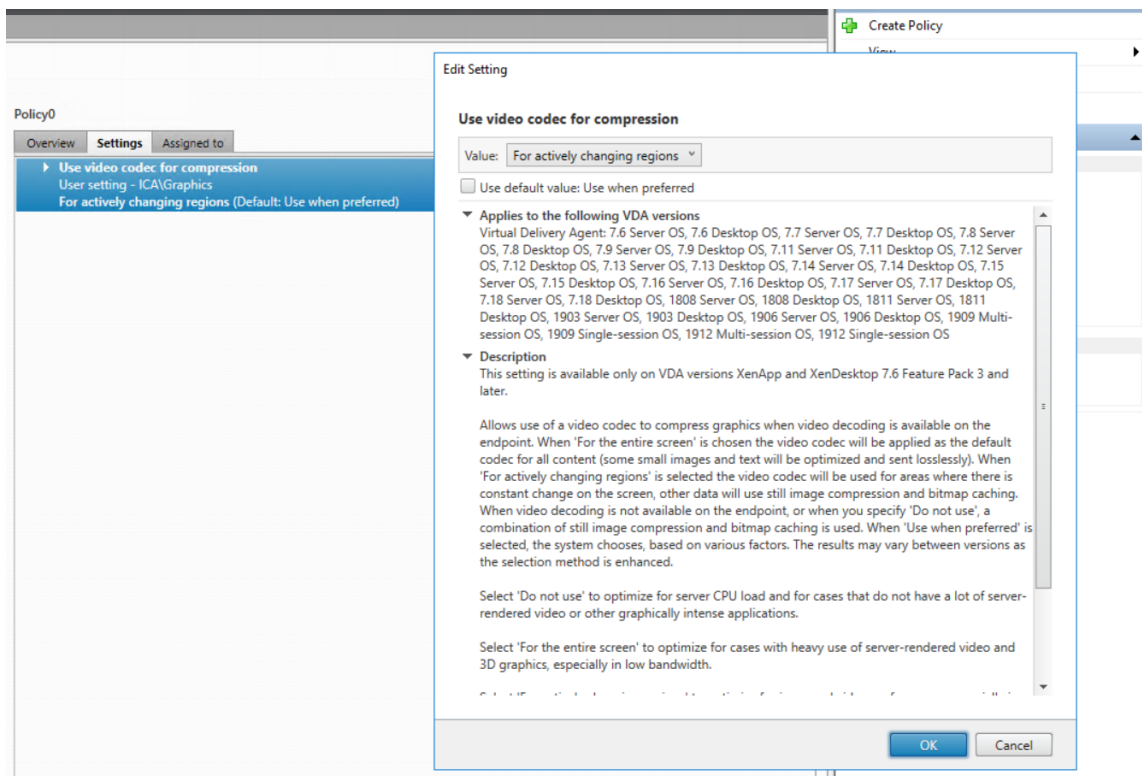 Create Policy
View
Edit Setting
Policy0
Overview Settings Assigned to
Use video codec for compression
User setting - ICA\Graphics
For actively changing regions (Default: Use when preferred)
Use video codec for compression
Value: For actively changing regions
Use default value: Use when preferred
Applies to the following VDA versions
Virtual Delivery Agent: 7.6 Server OS, 7.6 Desktop OS, 7.7 Server OS, 7.7 Desktop OS, 7.8 Server
OS, 7.8 Desktop OS, 7.9 Server OS, 7.9 Desktop OS, 7.11 Server OS, 7.11 Desktop OS, 7.12 Server
OS, 7.12 Desktop OS, 7.13 Server OS, 7.13 Desktop OS, 7.14 Server OS, 7.14 Desktop OS, 7.15
Server OS, 7.15 Desktop OS, 7.16 Server OS, 7.16 Desktop OS, 7.17 Server OS, 7.17 Desktop OS,
7.18 Server OS, 7.18 Desktop OS, 1808 Server OS, 1808 Desktop OS, 1811 Server OS, 1811
Desktop OS, 1903 Server OS, 1903 Desktop OS, 1906 Server OS, 1906 Desktop OS, 1909 Multi-
session OS, 1909 Single-session OS, 1912 Multi-session OS, 1912 Single-session OS
Description
This setting is available only on VDA versions XenApp and XenDesktop 7.6 Feature Pack 3 and
later.
Allows use of a video codec to compress graphics when video decoding is available on the
endpoint. When 'For the entire screen' is chosen the video codec will be applied as the default
codec for all content (some small images and text will be optimized and sent losslessly). When
'For actively changing regions' is selected the video codec will be used for areas where there is
constant change on the screen, other data will use still image compression and bitmap caching.
When video decoding is not available on the endpoint, or when you specify 'Do not use', a
combination of still image compression and bitmap caching is used. When 'Use when preferred' is
selected, the system chooses, based on various factors. The results may vary between versions as
the selection method is enhanced.
Select 'Do not use' to optimize for server CPU load and for cases that do not have a lot of server-
rendered video or other graphically intense applications.
Select 'For the entire screen' to optimize for cases with heavy use of server-rendered video and
3D graphics, especially in low bandwidth.
OK Cancel